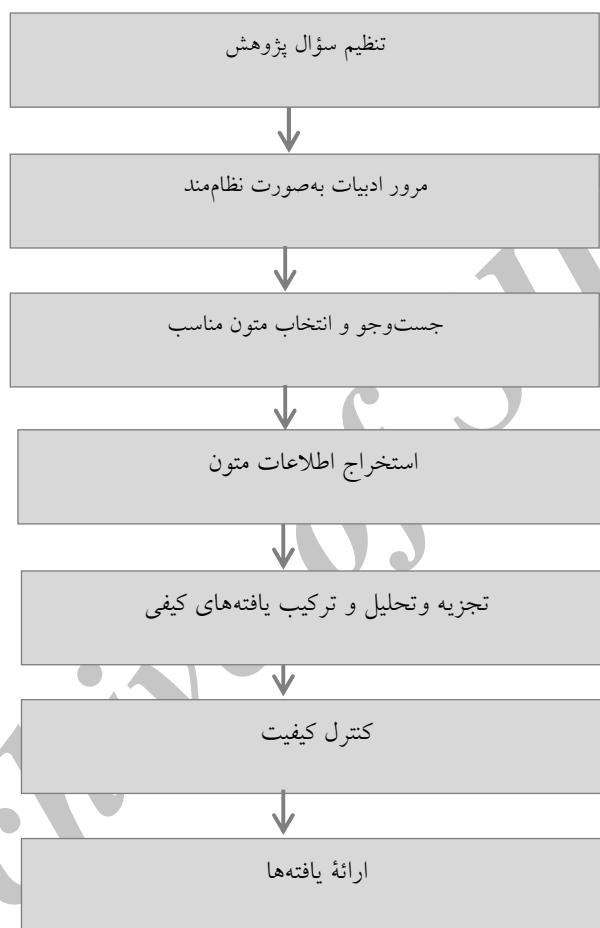 تنظیم سؤال پژوهش
مرور ادبیات به‌صورت نظام‌مند
جست‌وجو و انتخاب متون مناسب
استخراج اطلاعات متون
تجزیه وتحلیل و ترکیب یافته‌های کیفی
کنترل کیفیت
ارائۀ یافته‌ها